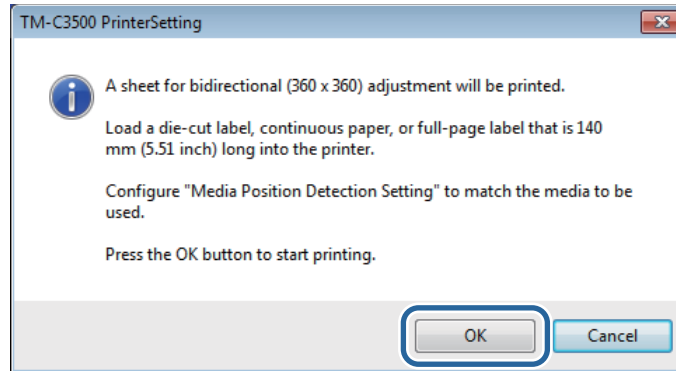 TM-C3500 PrinterSetting
A sheet for bidirectional (360 x 360) adjustment will be printed.
Load a die-cut label, continuous paper, or full-page label that is 140
mm (5.51 inch) long into the printer.
Configure "Media Position Detection Setting" to match the media to be
used.
Press the OK button to start printing.
OK
Cancel